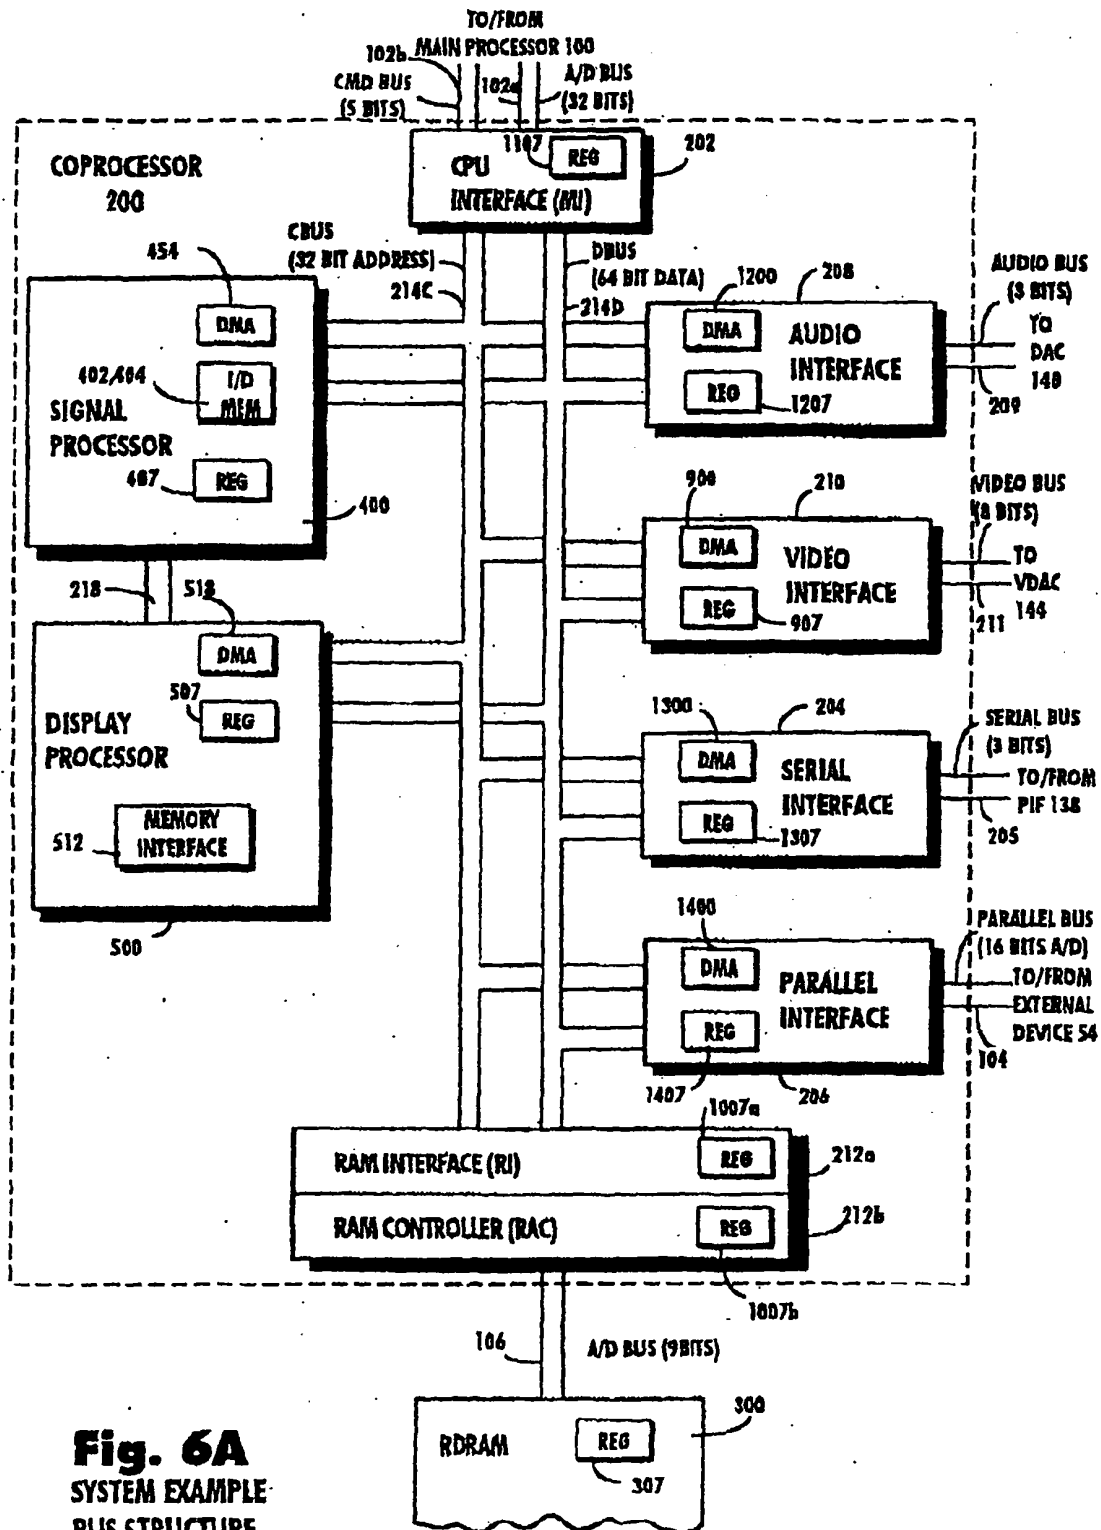 TO/FROM
MAIN PROCESSOR 100
102b
CMD BUS
(5 BITS)
102a
A/D BUS
(32 BITS)
COPROCESSOR
200
1107
REG
CPU
INTERFACE (MI)
202
CBUS
(32 BIT ADDRESS)
214C
DBUS
(64 BIT DATA)
214D
454
DMA
402,404
I/D
MEM
SIGNAL
PROCESSOR
407
REG
400
1200
208
DMA
AUDIO
INTERFACE
REG
1207
AUDIO BUS
(3 BITS)
TO
DAC
140
209
900
210
DMA
VIDEO
INTERFACE
REG
907
VIDEO BUS
(8 BITS)
TO
VDAC
144
211
218
518
DMA
507
REG
DISPLAY
PROCESSOR
MEMORY
INTERFACE
512
500
1300
204
DMA
SERIAL
INTERFACE
REG
1307
SERIAL BUS
(3 BITS)
TO/FROM
PIF 138
205
1400
DMA
PARALLEL
INTERFACE
REG
1407
206
PARALLEL BUS
(16 BITS A/D)
TO/FROM
EXTERNAL
DEVICE 54
104
1007a
RAM INTERFACE (RI)
REG
212a
RAM CONTROLLER (RAC)
REG
212b
1007b
106
A/D BUS (9BITS)
300
RDRAM
REG
307
Fig. 6A
SYSTEM EXAMPLE
BUS STRUCTURE